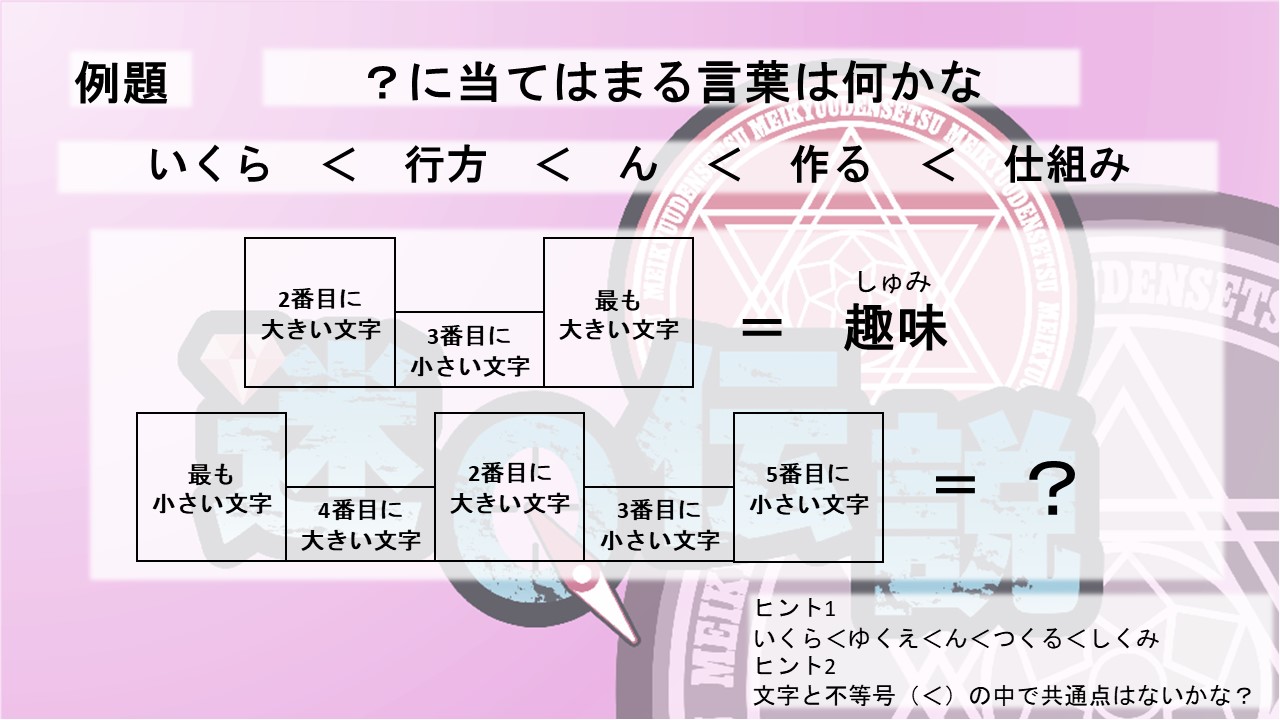 例題
?に当てはまる言葉は何かな
いくら < 行方 < ん < 作る < 仕組み
2番目に
大きい文字
3番目に
小さい文字
最も
大きい文字
= 趣味
しゅみ
最も
小さい文字
4番目に
大きい文字
2番目に
大きい文字
3番目に
小さい文字
5番目に
小さい文字
= ?
ヒント1
いくら<ゆくえ<ん<つくる<しくみ
ヒント2
文字と不等号(<)の中で共通点はないかな?
迷Q伝説
MEIKYUUDENSETSU MEIKYUUDENSETSU